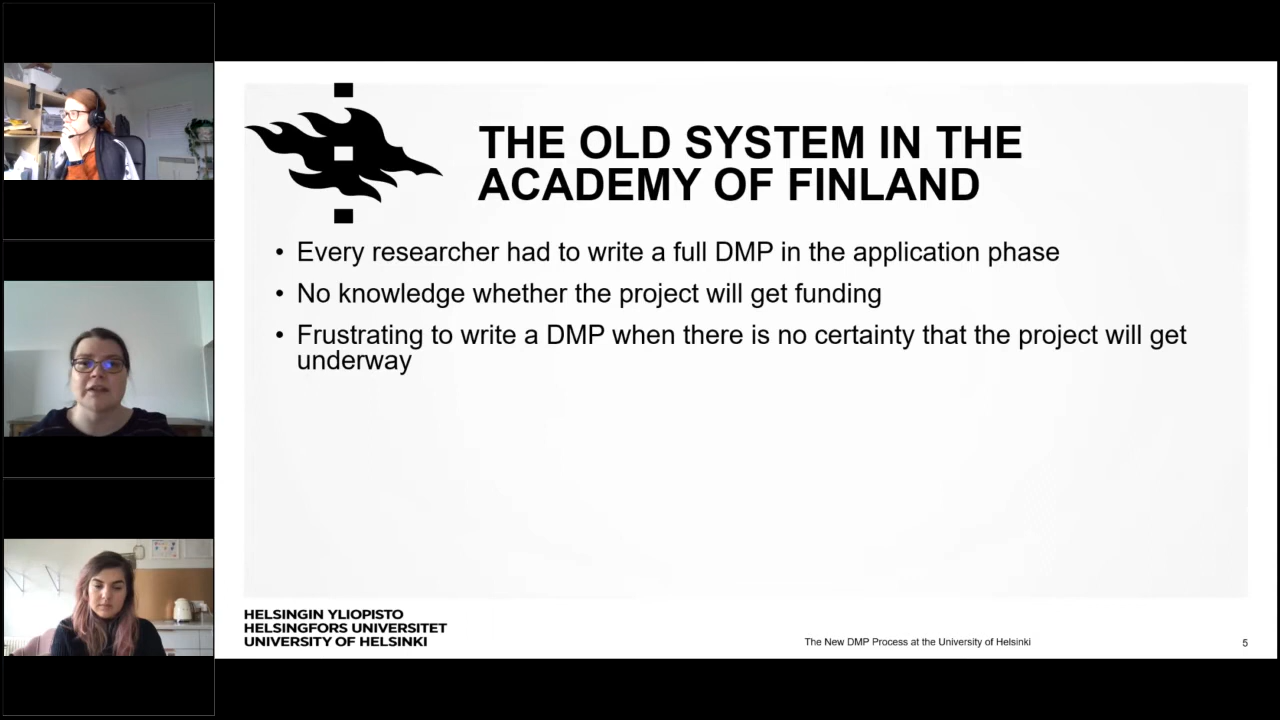 THE OLD SYSTEM IN THE
ACADEMY OF FINLAND
• Every researcher had to write a full DMP in the application phase
• No knowledge whether the project will get funding
• Frustrating to write a DMP when there is no certainty that the project will get
underway
HELSINGIN YLIOPISTO
HELSINGFORS UNIVERSITET
UNIVERSITY OF HELSINKI
The New DMP Process at the University of Helsinki
5